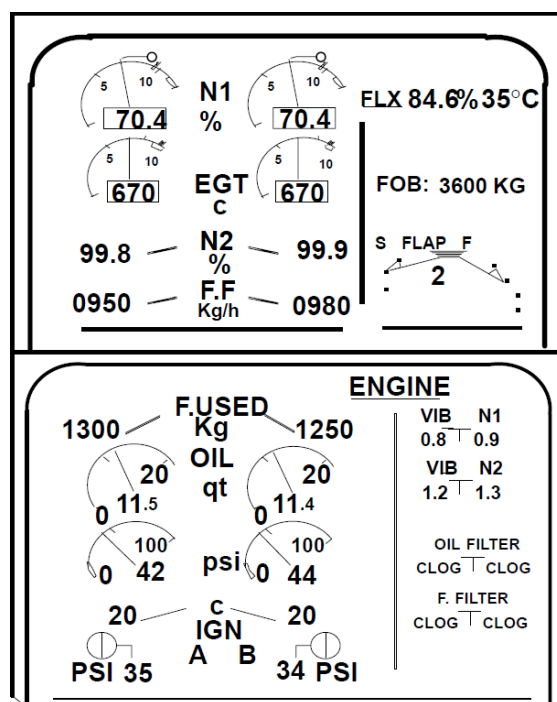 5 10 5 10
N1
70.4 % 70.4
FLX 84.6% 35°C
5 10 5 10
670 EGT 670
c
FOB: 3600 KG
99.8 N2 99.9
%
S FLAP F
2
0950 F.F 0980
Kg/h
ENGINE
F.USED
1300 Kg 1250
OIL
20 20
qt
0 11.5 0 11.4
100 100
psi
0 42 0 44
c
20 20
IGN
A B
PSI 35 34 PSI
VIB N1
0.8 0.9
VIB N2
1.2 1.3
OIL FILTER
CLOG CLOG
F. FILTER
CLOG CLOG